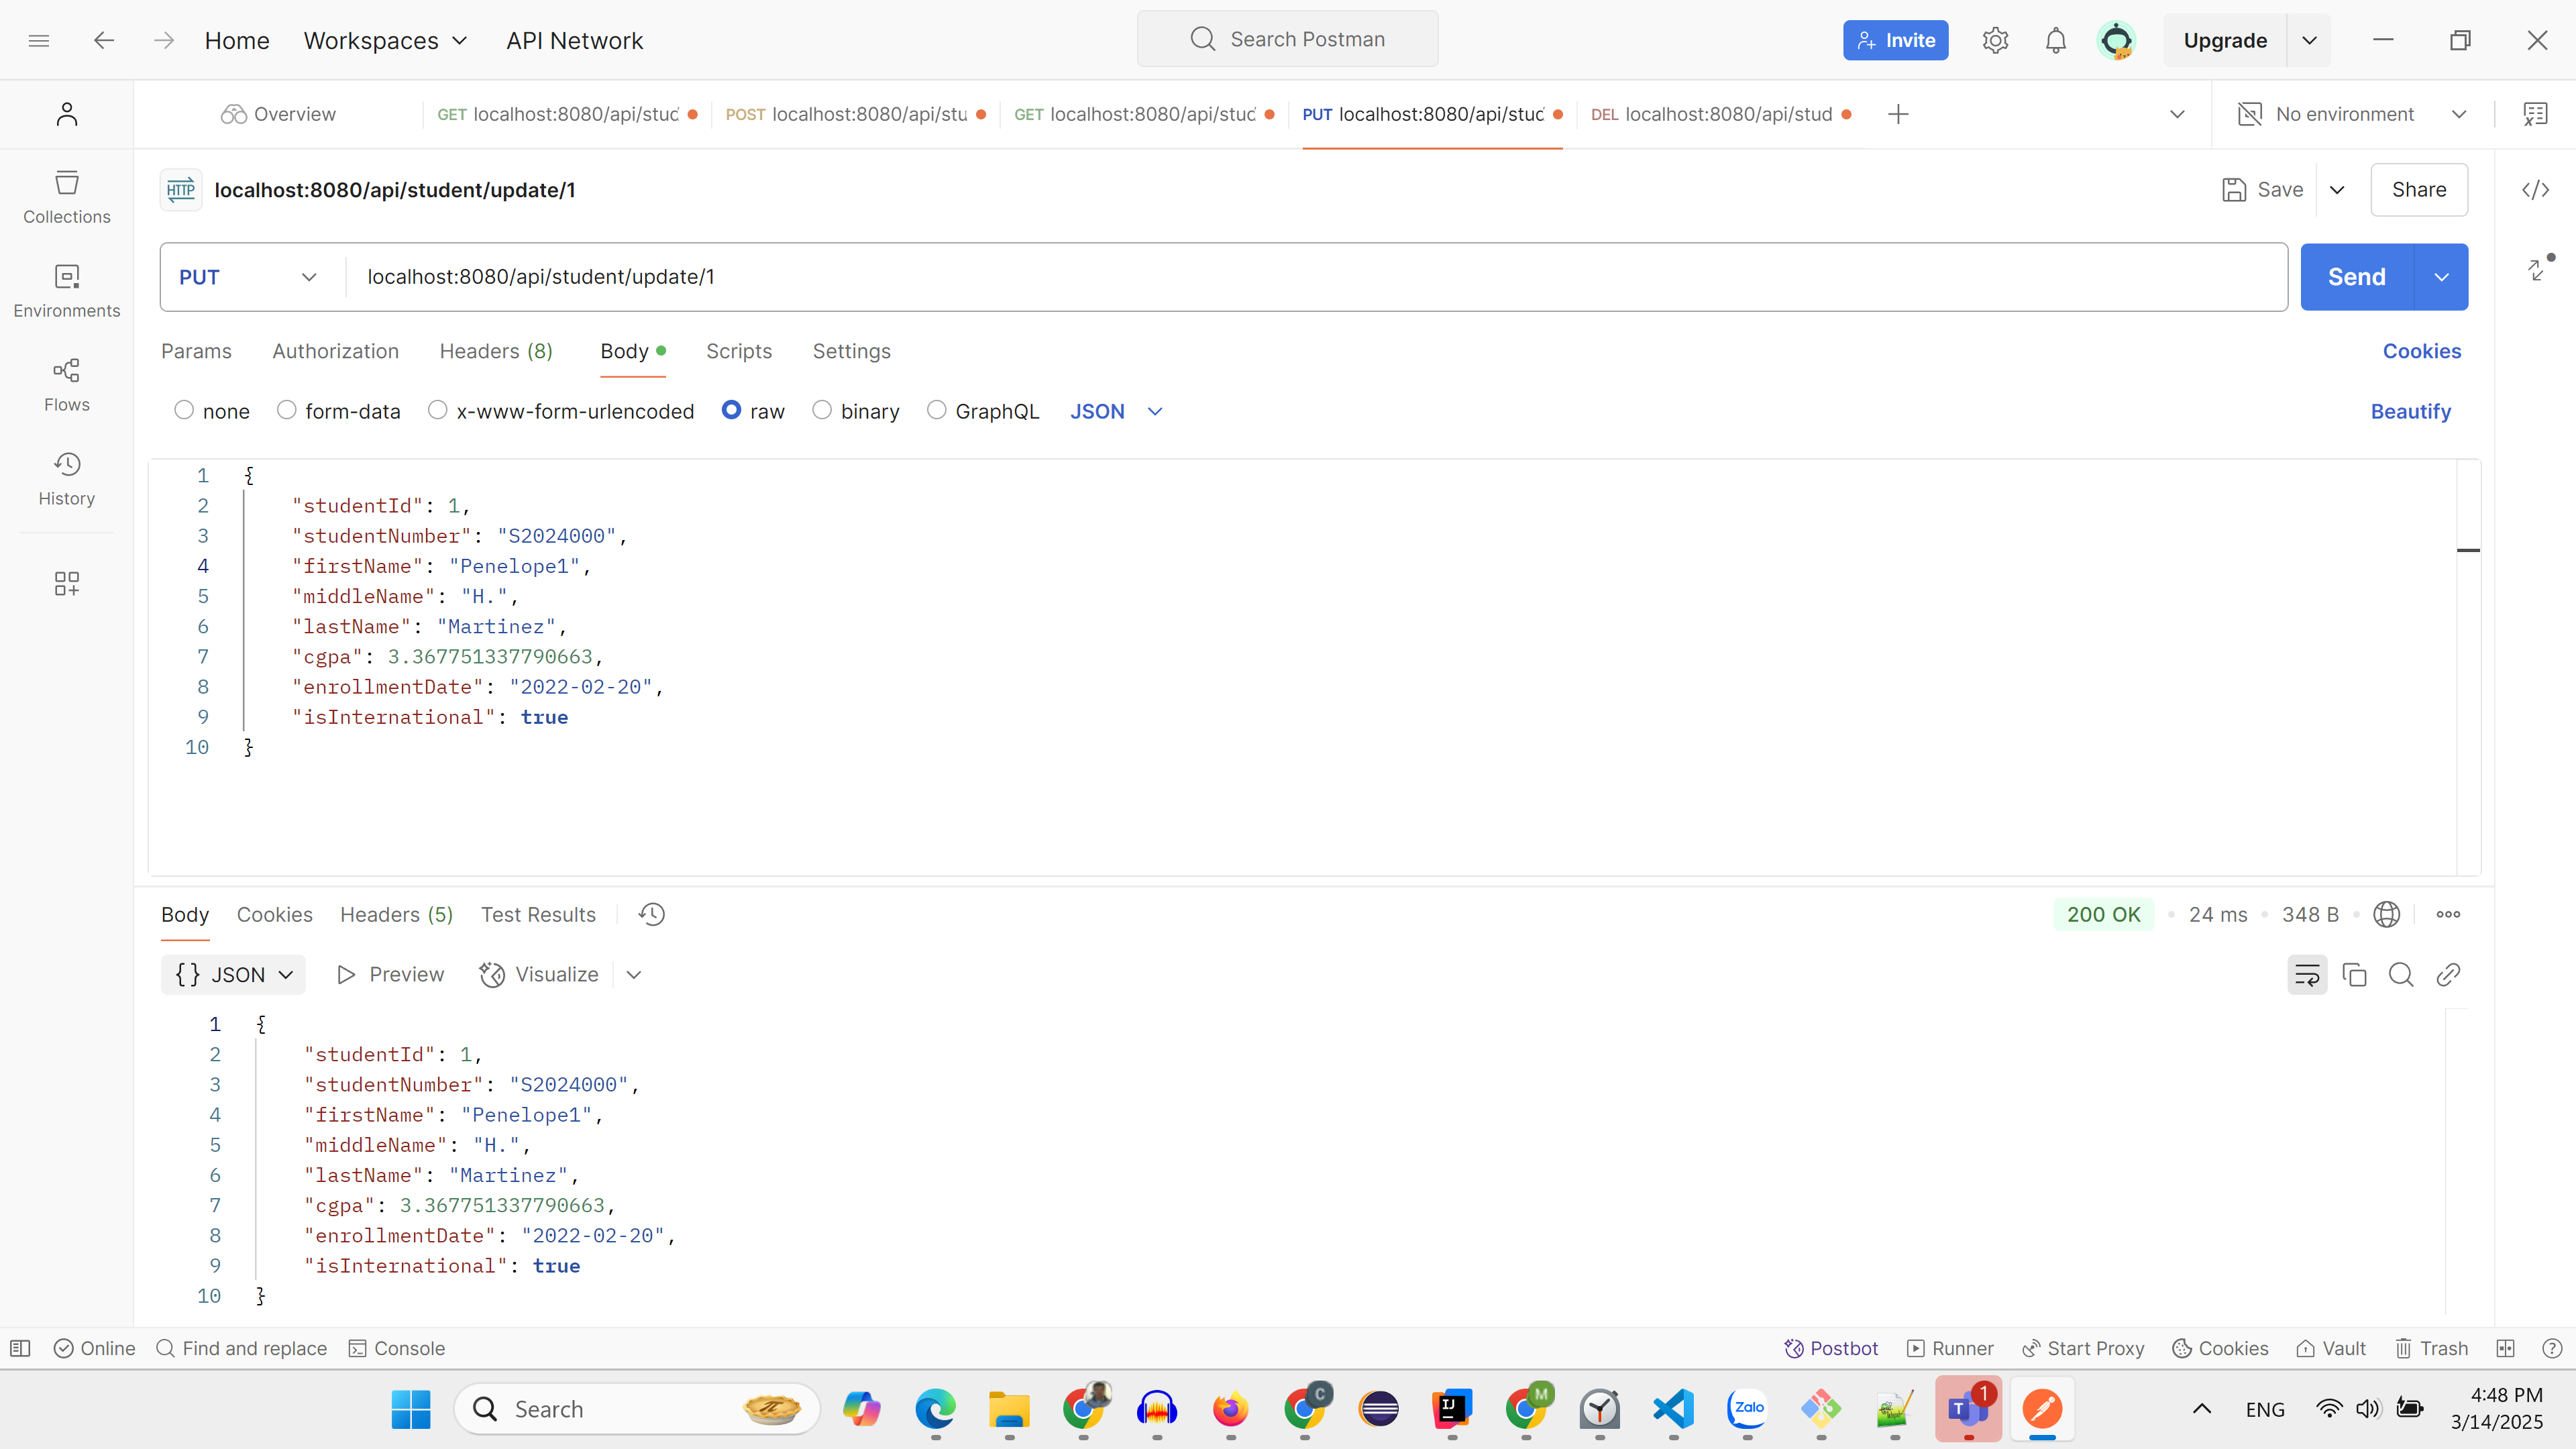 Home Workspaces API Network Search Postman Invite Upgrade
Overview GET localhost:8080/api/stud POST localhost:8080/api/stu GET localhost:8080/api/stud PUT localhost:8080/api/stud DEL localhost:8080/api/stud No environment
HTTP localhost:8080/api/student/update/1 Save Share
Collections
PUT localhost:8080/api/student/update/1 Send
Environments
Params Authorization Headers (8) Body Scripts Settings Cookies
Flows
none form-data x-www-form-urlencoded raw binary GraphQL JSON Beautify
History
1 {
2 "studentId": 1,
3 "studentNumber": "S2024000",
4 "firstName": "Penelope1",
5 "middleName": "H.",
6 "lastName": "Martinez",
7 "cgpa": 3.367751337790663,
8 "enrollmentDate": "2022-02-20",
9 "isInternational": true
10 }
Body Cookies Headers (5) Test Results 200 OK 24 ms 348 B
{} JSON Preview Visualize
1 {
2 "studentId": 1,
3 "studentNumber": "S2024000",
4 "firstName": "Penelope1",
5 "middleName": "H.",
6 "lastName": "Martinez",
7 "cgpa": 3.367751337790663,
8 "enrollmentDate": "2022-02-20",
9 "isInternational": true
10 }
Online Find and replace Console Postbot Runner Start Proxy Cookies Vault Trash
Search C IJ M Zalo T 1 ENG 4:48 PM
3/14/2025